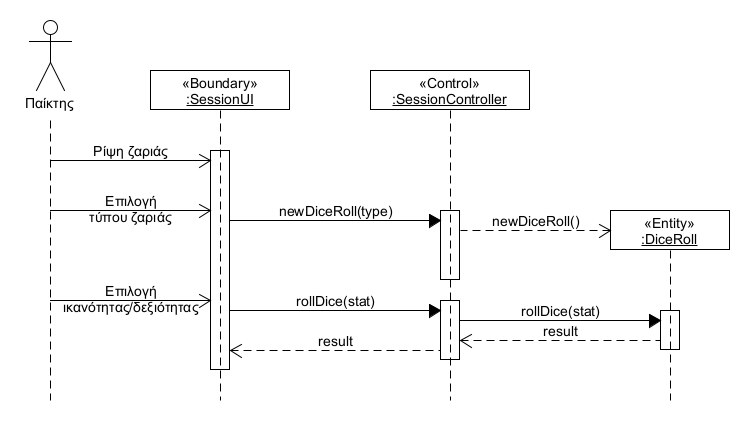 «Boundary»
:SessionUI
«Control»
:SessionController
Παίκτης
Ρίψη ζαριάς
Επιλογή
τύπου ζαριάς
newDiceRoll(type)
newDiceRoll()
«Entity»
:DiceRoll
Επιλογή
ικανότητας/δεξιότητας
rollDice(stat)
rollDice(stat)
result
result